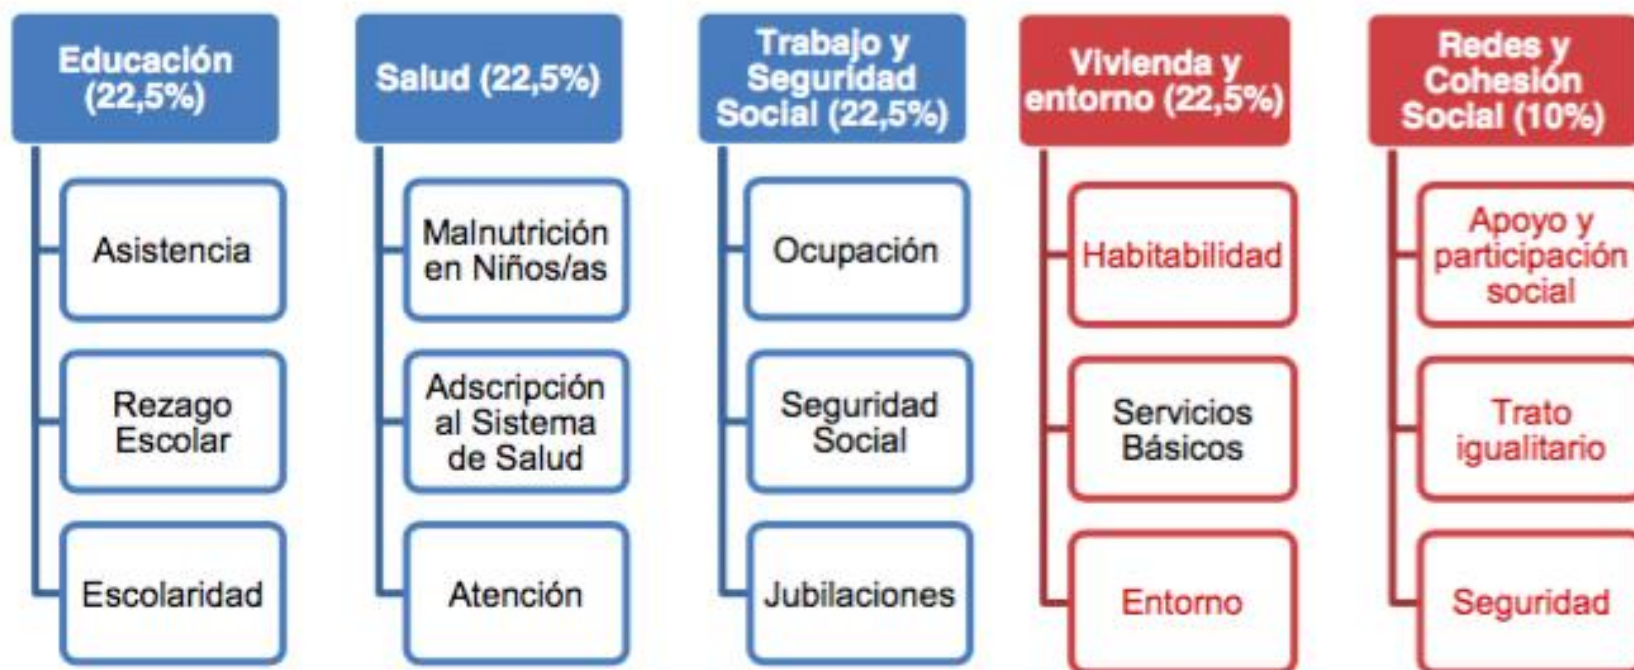 Educación
(22,5%)
Asistencia
Rezago
Escolar
Escolaridad
Salud (22,5%)
Malnutrición
en Niños/as
Adscripción
al Sistema
de Salud
Atención
Trabajo y
Seguridad
Social (22,5%)
Ocupación
Seguridad
Social
Jubilaciones
Vivienda y
entorno (22,5%)
Habitabilidad
Servicios
Básicos
Entorno
Redes y
Cohesión
Social (10%)
Apoyo y
participación
social
Trato
igualitario
Seguridad